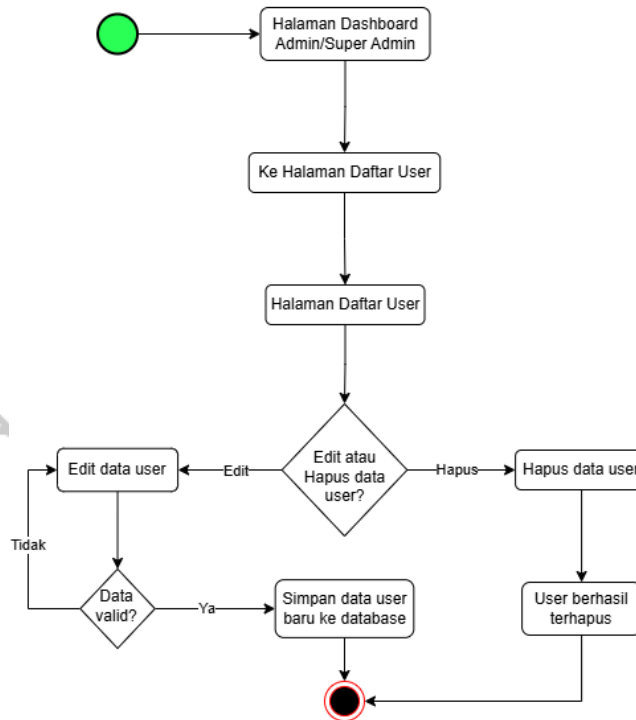 Halaman Dashboard
Admin/Super Admin
Ke Halaman Daftar User
Halaman Daftar User
Edit atau
Hapus data
user?
Edit
Hapus
Edit data user
Hapus data user
Tidak
Data
valid?
Ya
Simpan data user
baru ke database
User berhasil
terhapus